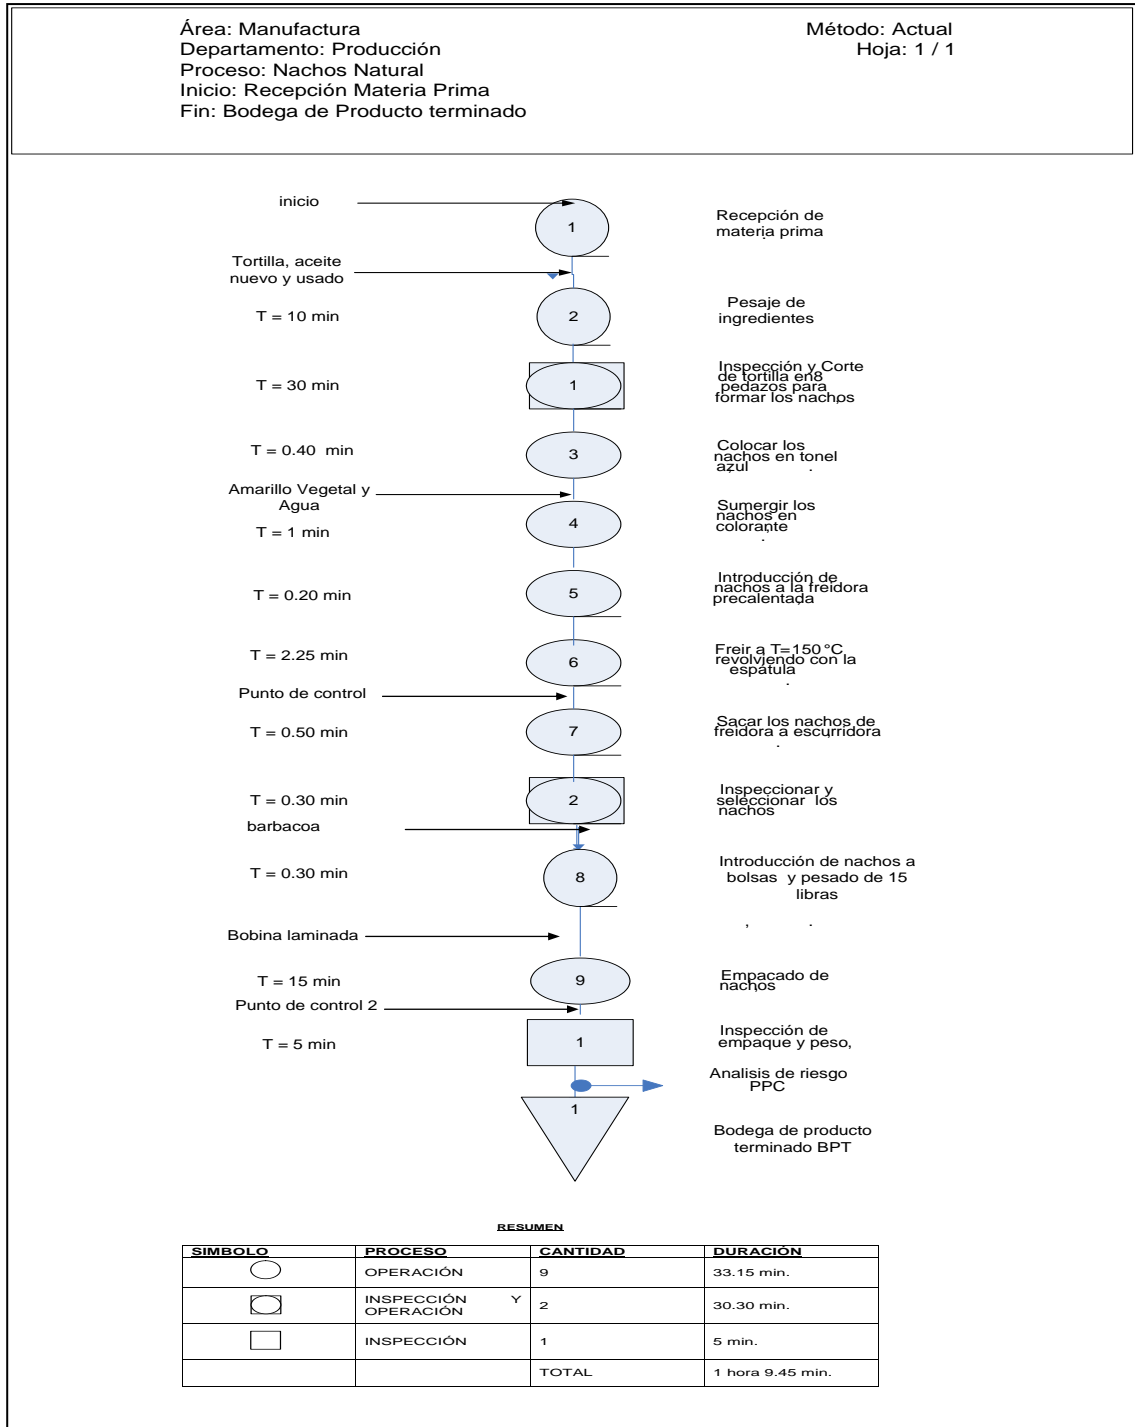 Área: Manufactura
Método: Actual
Departamento: Producción
Hoja: 1 / 1
Proceso: Nachos Natural
Inicio: Recepción Materia Prima
Fin: Bodega de Producto terminado
inicio
1
Recepción de
materia prima
Tortilla, aceite
nuevo y usado
T = 10 min
2
Pesaje de
ingredientes
T = 30 min
1
Inspección y Corte
de tortilla en8
pedazos para
formar los nachos
T = 0.40 min
3
Colocar los
nachos en tonel
azul
Amarillo Vegetal y
Agua
T = 1 min
4
Sumergir los
nachos en
colorante
T = 0.20 min
5
Introducción de
nachos a la freidora
precalentada
T = 2.25 min
6
Freir a T=150°C
revolviendo con la
espátula
Punto de control
T = 0.50 min
7
Sacar los nachos de
freidora a escurridora
T = 0.30 min
2
Inspeccionar y
seleccionar los
nachos
barbacoa
T = 0.30 min
8
Introducción de nachos a
bolsas y pesado de 15
libras
Bobina laminada
T = 15 min
9
Empacado de
nachos
Punto de control 2
T = 5 min
1
Inspección de
empaque y peso,
Analisis de riesgo
PPC
1
Bodega de producto
terminado BPT
RESUMEN
SIMBOLO PROCESO CANTIDAD DURACIÓN
OPERACIÓN 9 33.15 min.
INSPECCIÓN Y
OPERACIÓN 2 30.30 min.
INSPECCIÓN 1 5 min.
TOTAL 1 hora 9.45 min.